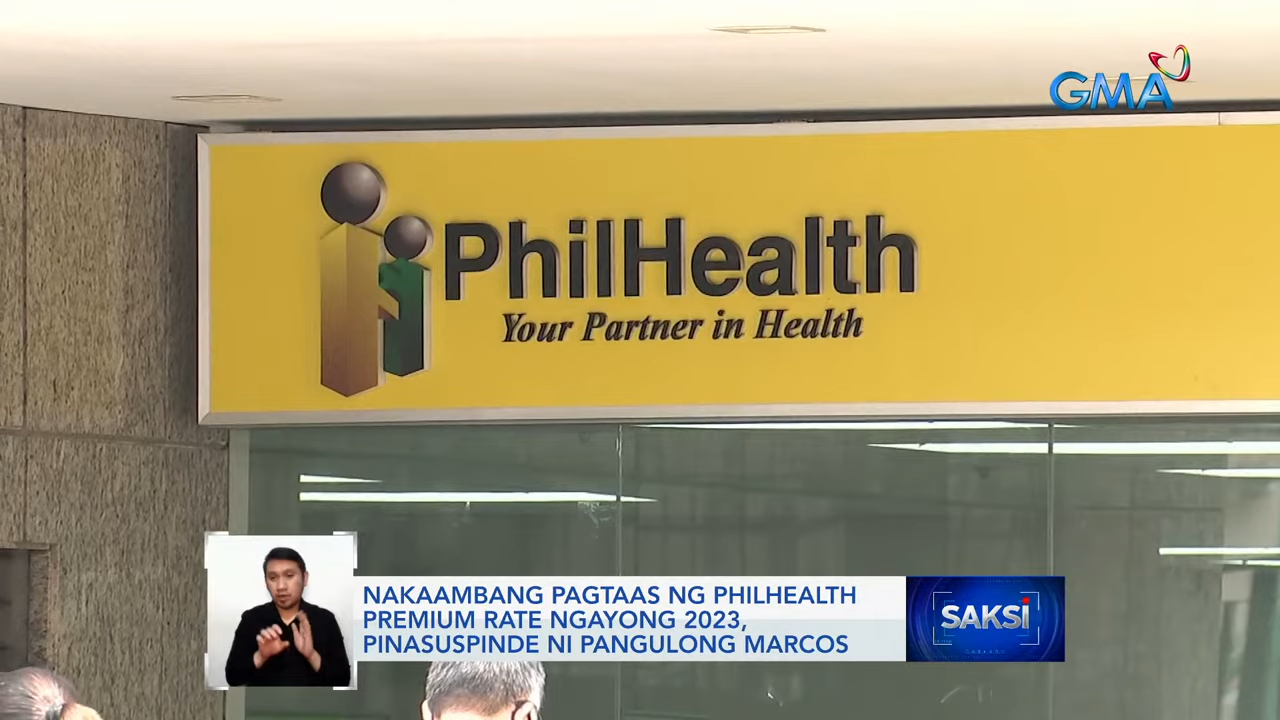 GMA
PhilHealth
Your Partner in Health
NAKAAMBANG PAGTAAS NG PHILHEALTH
PREMIUM RATE NGAYONG 2023,
PINASUSPINDE NI PANGULONG MARCOS
SAKSI